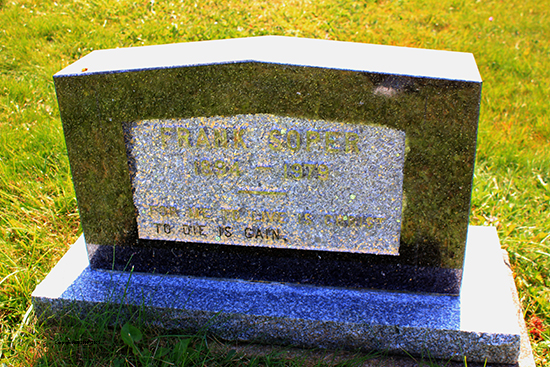 FRANK SOPER
FOR ME TO LIVE IS CHRIST
TO DIE IS GAIN.